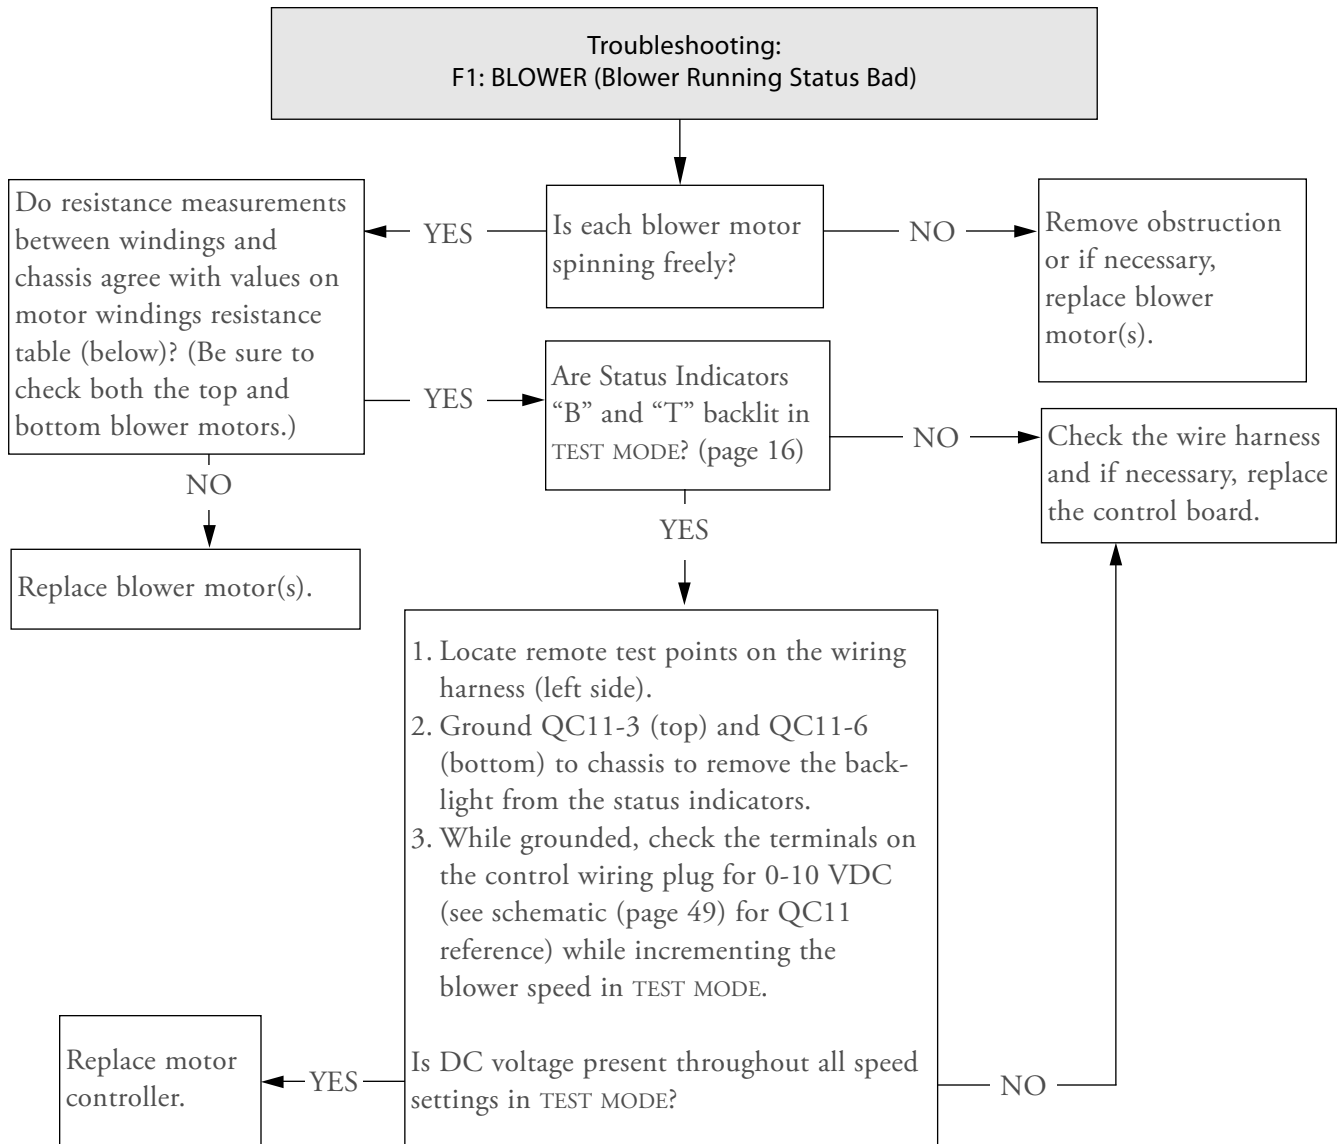 Troubleshooting:
F1: BLOWER (Blower Running Status Bad)
Do resistance measurements
between windings and
chassis agree with values on
motor windings resistance
table (below)? (Be sure to
check both the top and
bottom blower motors.)
YES
Is each blower motor
spinning freely?
NO
Remove obstruction
or if necessary,
replace blower
motor(s).
YES
Are Status Indicators
“B” and “T” backlit in
TEST MODE? (page 16)
NO
Check the wire harness
and if necessary, replace
the control board.
NO
Replace blower motor(s).
YES
1. Locate remote test points on the wiring
harness (left side).
2. Ground QC11-3 (top) and QC11-6
(bottom) to chassis to remove the back-
light from the status indicators.
3. While grounded, check the terminals on
the control wiring plug for 0-10 VDC
(see schematic (page 49) for QC11
reference) while incrementing the
blower speed in TEST MODE.
Is DC voltage present throughout all speed
settings in TEST MODE?
YES
Replace motor
controller.
NO